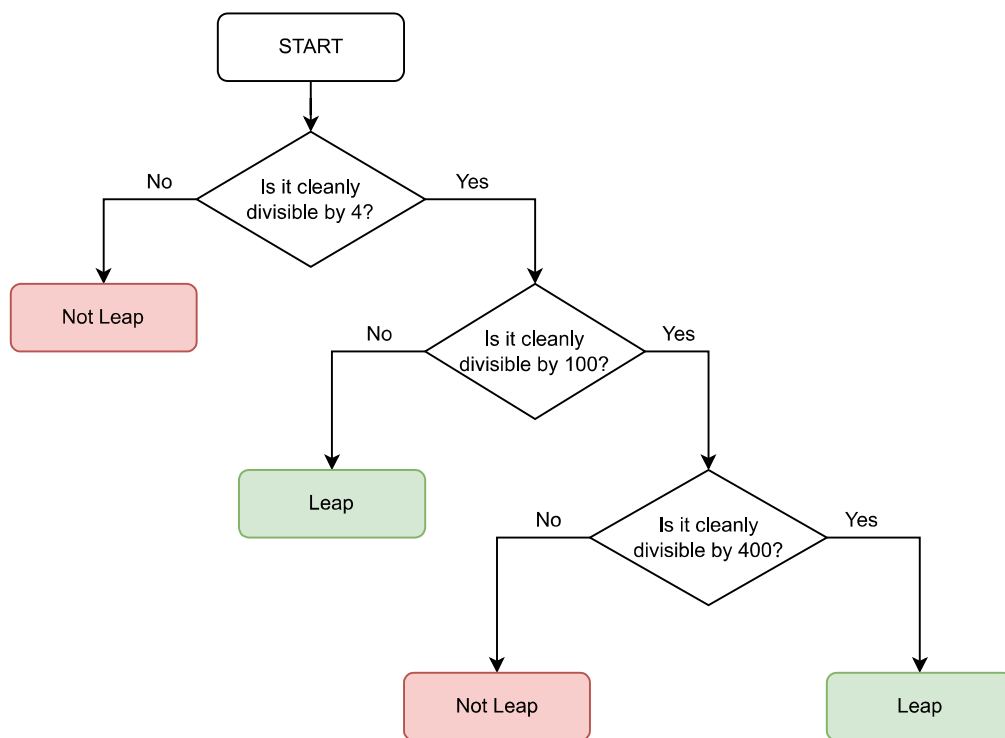 START
No
Yes
Is it cleanly
divisible by 4?
Not Leap
No
Yes
Is it cleanly
divisible by 100?
Leap
No
Yes
Is it cleanly
divisible by 400?
Not Leap
Leap